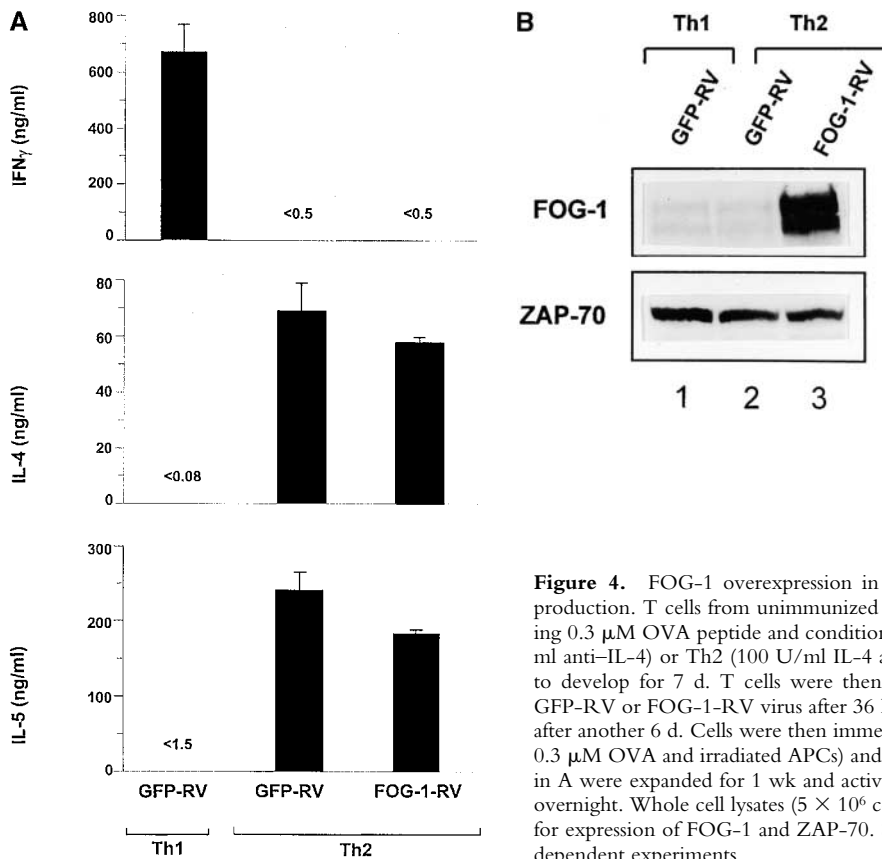 A
800
600
400
200
0
IFNγ (ng/ml)
<0.5
<0.5
80
60
40
20
0
IL-4 (ng/ml)
<0.08
300
200
100
0
IL-5 (ng/ml)
<1.5
GFP-RV
GFP-RV
FOG-1-RV
Th1
Th2
B
Th1
Th2
GFP-RV
GFP-RV
FOG-1-RV
FOG-1
ZAP-70
1 2 3
Figure 4. FOG-1 overexpression in
production. T cells from unimmunized
ing 0.3 μM OVA peptide and condition
ml anti–IL-4) or Th2 (100 U/ml IL-4 a
to develop for 7 d. T cells were then
GFP-RV or FOG-1-RV virus after 36
after another 6 d. Cells were then imme
0.3 μM OVA and irradiated APCs) and
in A were expanded for 1 wk and activ
overnight. Whole cell lysates (5 × 10⁶ c
for expression of FOG-1 and ZAP-70.
dependent experiments